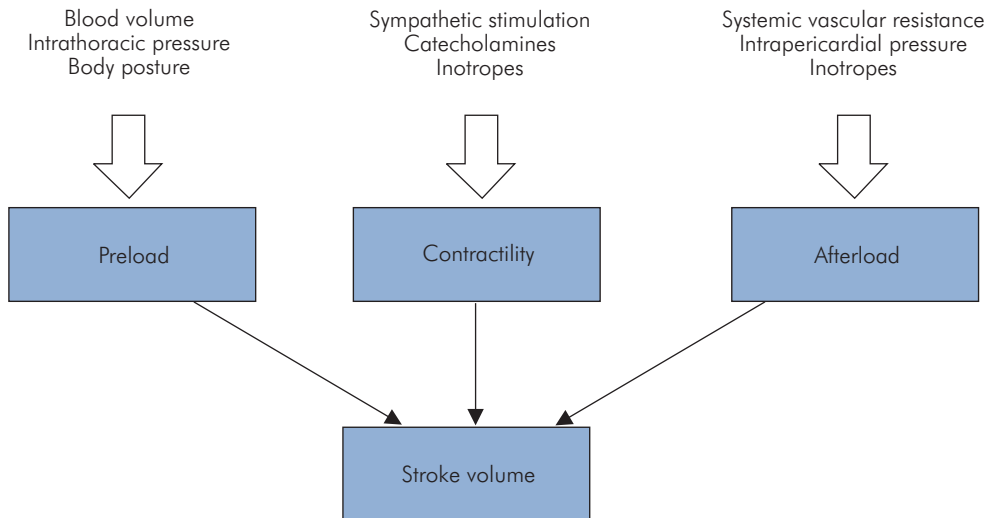 Blood volume
Intrathoracic pressure
Body posture
Sympathetic stimulation
Catecholamines
Inotropes
Systemic vascular resistance
Intrapericardial pressure
Inotropes
Preload
Contractility
Afterload
Stroke volume